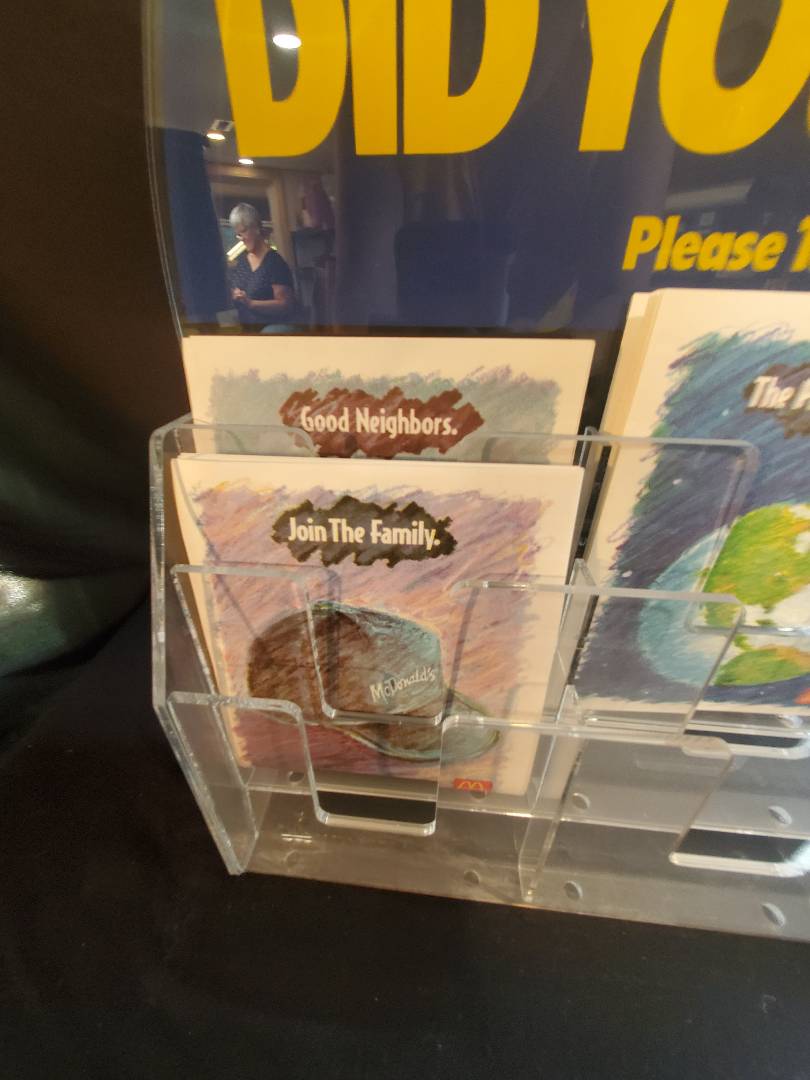 DID YO
Please
Good Neighbors.
The
Join The Family.
McDonald's